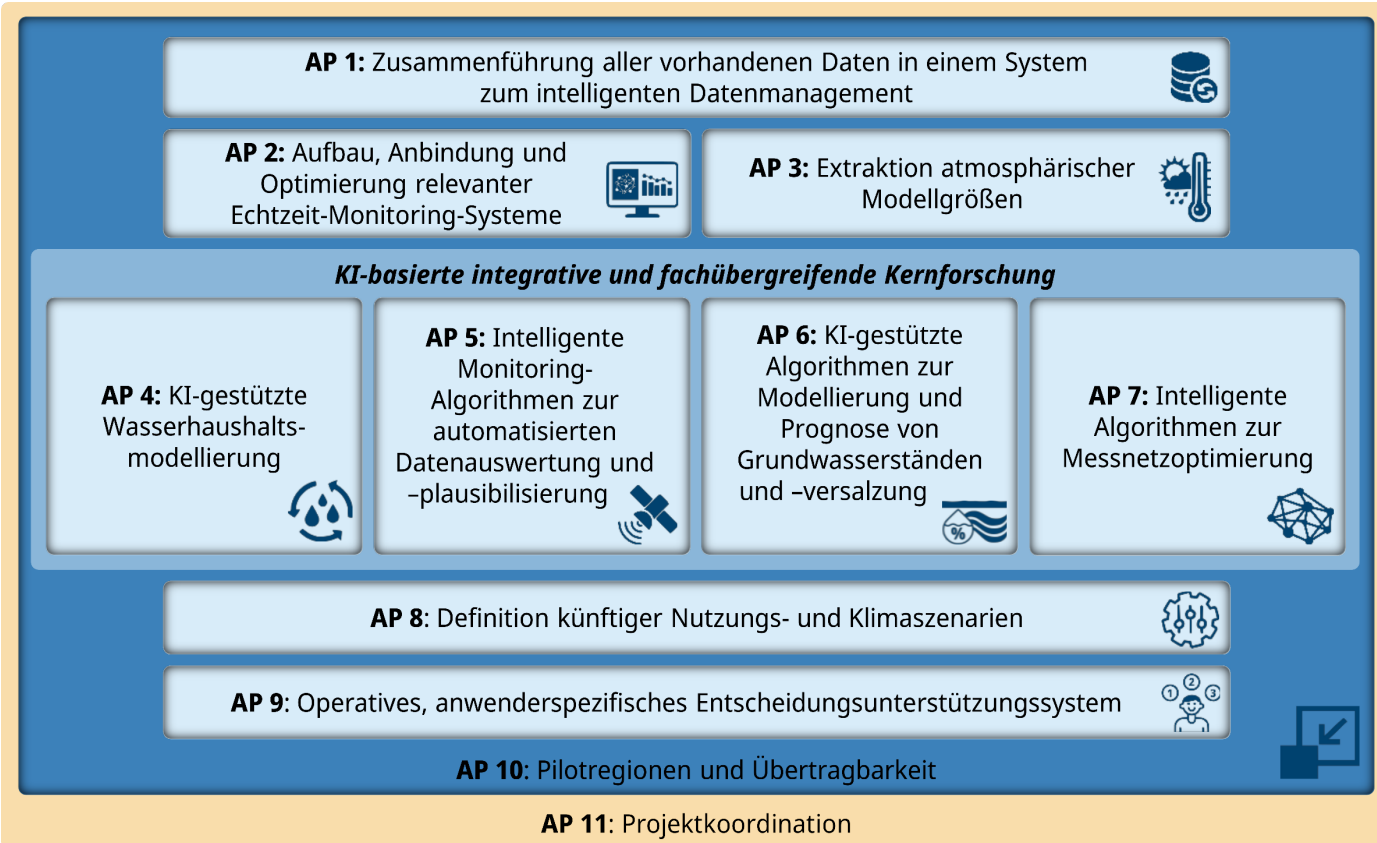 AP 1: Zusammenführung aller vorhandenen Daten in einem System
zum intelligenten Datenmanagement
AP 2: Aufbau, Anbindung und
Optimierung relevanter
Echtzeit-Monitoring-Systeme
AP 3: Extraktion atmosphärischer
Modellgrößen
KI-basierte integrative und fachübergreifende Kernforschung
AP 4: KI-gestützte
Wasserhaushalts-
modellierung
AP 5: Intelligente
Monitoring-
Algorithmen zur
automatisierten
Datenauswertung und
–plausibilisierung
AP 6: KI-gestützte
Algorithmen zur
Modellierung und
Prognose von
Grundwasserständen
und –versalzung
%
AP 7: Intelligente
Algorithmen zur
Messnetzoptimierung
AP 8: Definition künftiger Nutzungs- und Klimaszenarien
AP 9: Operatives, anwenderspezifisches Entscheidungsunterstützungssystem
1 2 3
AP 10: Pilotregionen und Übertragbarkeit
AP 11: Projektkoordination